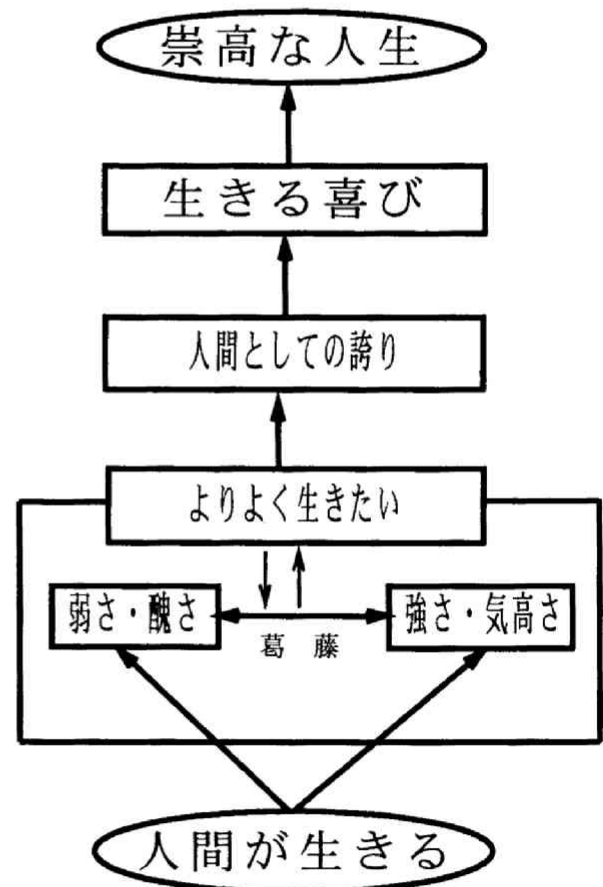 崇高な人生
生きる喜び
人間としての誇り
よりよく生きたい
弱さ・醜さ
強さ・気高さ
葛藤
人間が生きる